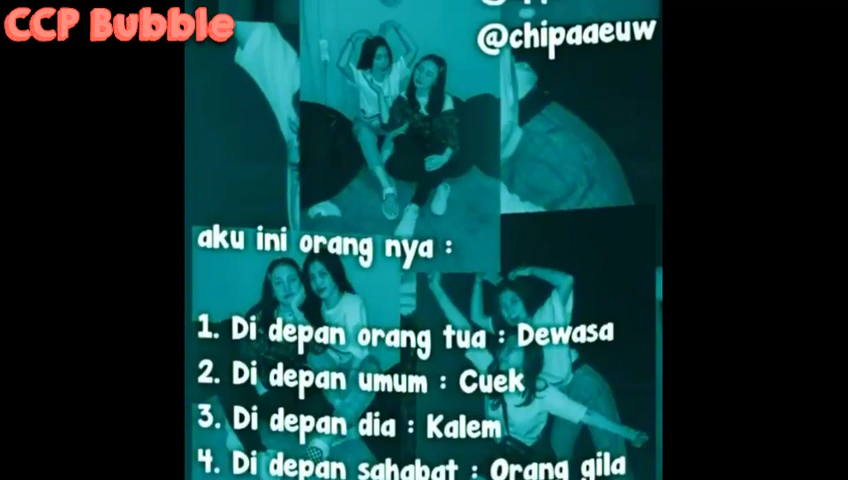 CCP Bubble
@chipaaeuw
aku ini orang nya :
1. Di depan orang tua : Dewasa
2. Di depan umum : Cuek
3. Di depan dia : Kalem
4. Di depan sahabat : Orang gila